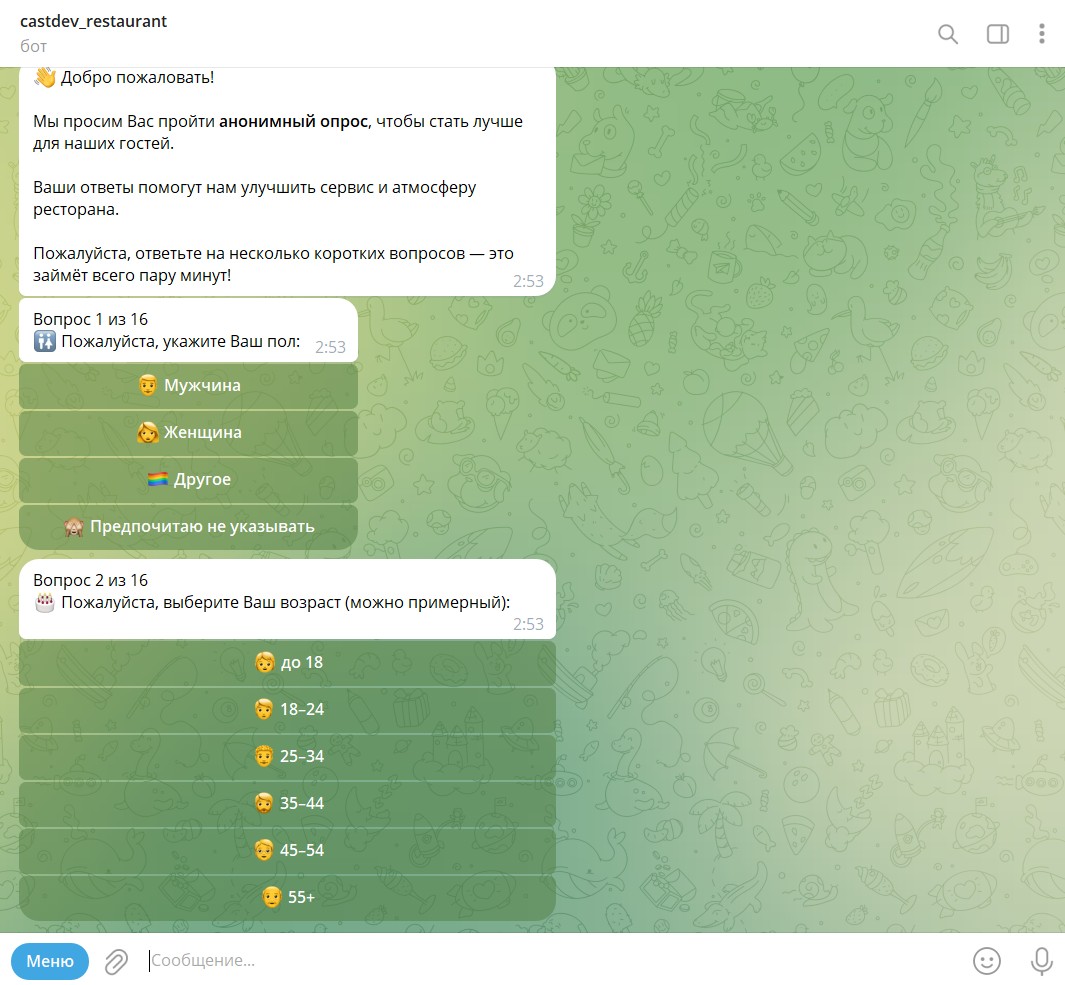 castdev_restaurant
бот
👋 Добро пожаловать!
Мы просим Вас пройти анонимный опрос, чтобы стать лучше
для наших гостей.
Ваши ответы помогут нам улучшить сервис и атмосферу
ресторана.
Пожалуйста, ответьте на несколько коротких вопросов — это
займёт всего пару минут!
2:53
Вопрос 1 из 16
🚻 Пожалуйста, укажите Ваш пол:
2:53
👨 Мужчина
👩 Женщина
🏳️‍🌈 Другое
🙈 Предпочитаю не указывать
Вопрос 2 из 16
🎂 Пожалуйста, выберите Ваш возраст (можно примерный):
2:53
🧒 до 18
👦 18–24
👨 25–34
🧔 35–44
🧑 45–54
👴 55+
Меню
Сообщение...